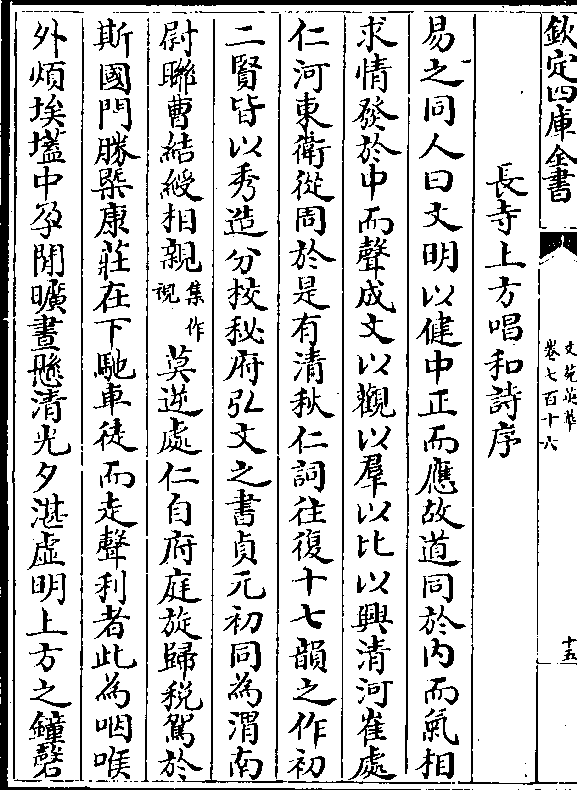 欽定四庫全書
文苑英華
卷七百十六
十五
長寺上方唱和詩序
易之同人曰文明以健中正而應故道同於内而氣相
求情發於中而聲成文以觀以羣以比以興清河崔處
仁河東衛從周於是有清秋仁詞往復十七韻之作初
二賢皆以秀造分挍秘府弘文之書貞元初同為渭南
尉聯曹結綬相親集作視莫逆處仁自府庭旋歸稅駕於
斯國門勝槩康莊在下馳車徒而走聲利者此為咽喉
外煩埃壒中孕閒曠晝懸清光夕湛虚明上方之鐘磬